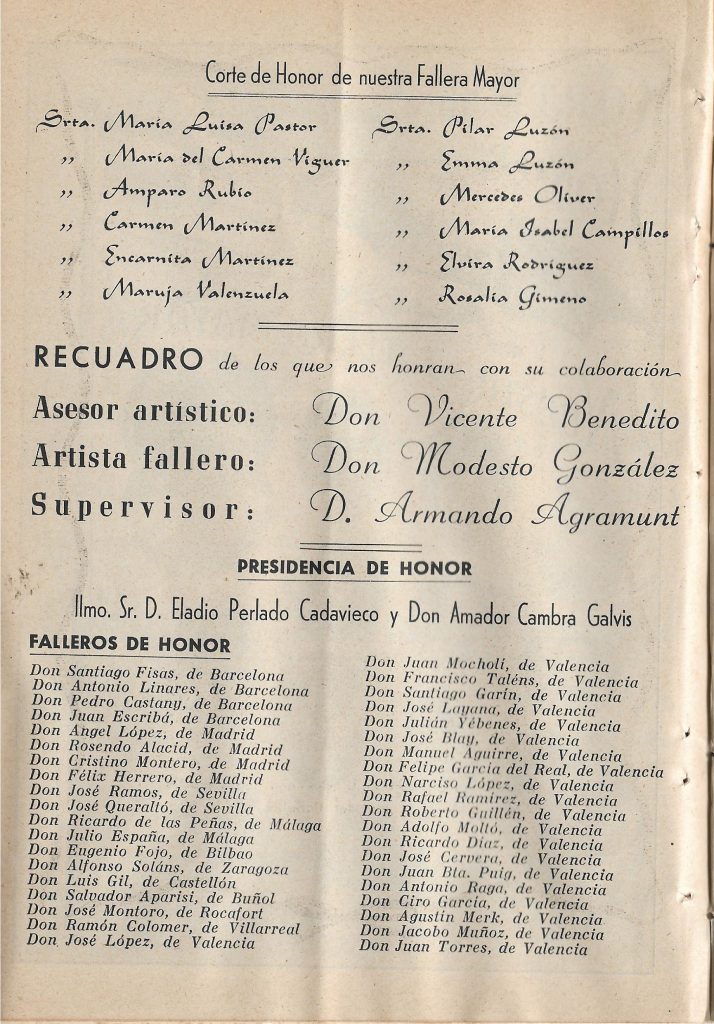 Corte de Honor de nuestra Fallera Mayor
Srta. María Luisa Pastor
,, María del Carmen Viguer
,, Amparo Rubio
,, Carmen Martínez
,, Encarnita Martínez
,, Maruja Valenzuela
Srta. Pilar Luzón
,, Emma Luzón
,, Mercedes Oliver
,, María Isabel Campillos
,, Elvira Rodríguez
,, Rosalía Gimeno
RECUADRO de los que nos honran con su colaboración
Asesor artístico: Don Vicente Benedito
Artista fallero: Don Modesto González
Supervisor: D. Armando Agramunt
PRESIDENCIA DE HONOR
Ilmo. Sr. D. Eladio Perlado Cadavieco y Don Amador Cambra Galvis
FALLEROS DE HONOR
Don Santiago Fisas, de Barcelona
Don Antonio Linares, de Barcelona
Don Pedro Castany, de Barcelona
Don Juan Escribá, de Barcelona
Don Angel López, de Madrid
Don Rosendo Alacid, de Madrid
Don Cristino Montero, de Madrid
Don Félix Herrero, de Madrid
Don José Ramos, de Sevilla
Don José Queralló, de Sevilla
Don Ricardo de las Peñas, de Málaga
Don Julio España, de Málaga
Don Eugenio Fojo, de Bilbao
Don Alfonso Soláns, de Zaragoza
Don Luis Gil, de Castellón
Don Salvador Aparisi, de Buñol
Don José Montoro, de Rocafort
Don Ramón Colomer, de Villarreal
Don José López, de Valencia
Don Juan Mocholí, de Valencia
Don Francisco Taléns, de Valencia
Don Santiago Garín, de Valencia
Don José Layana, de Valencia
Don Julián Yébenes, de Valencia
Don José Blay, de Valencia
Don Manuel Aguirre, de Valencia
Don Felipe García del Real, de Valencia
Don Narciso López, de Valencia
Don Rafael Ramírez, de Valencia
Don Roberto Guillén, de Valencia
Don Adolfo Moltó, de Valencia
Don Ricardo Díaz, de Valencia
Don José Cervera, de Valencia
Don Juan Bta. Puig, de Valencia
Don Antonio Raga, de Valencia
Don Ciro García, de Valencia
Don Agustín Merk, de Valencia
Don Jacobo Muñoz, de Valencia
Don Juan Torres, de Valencia